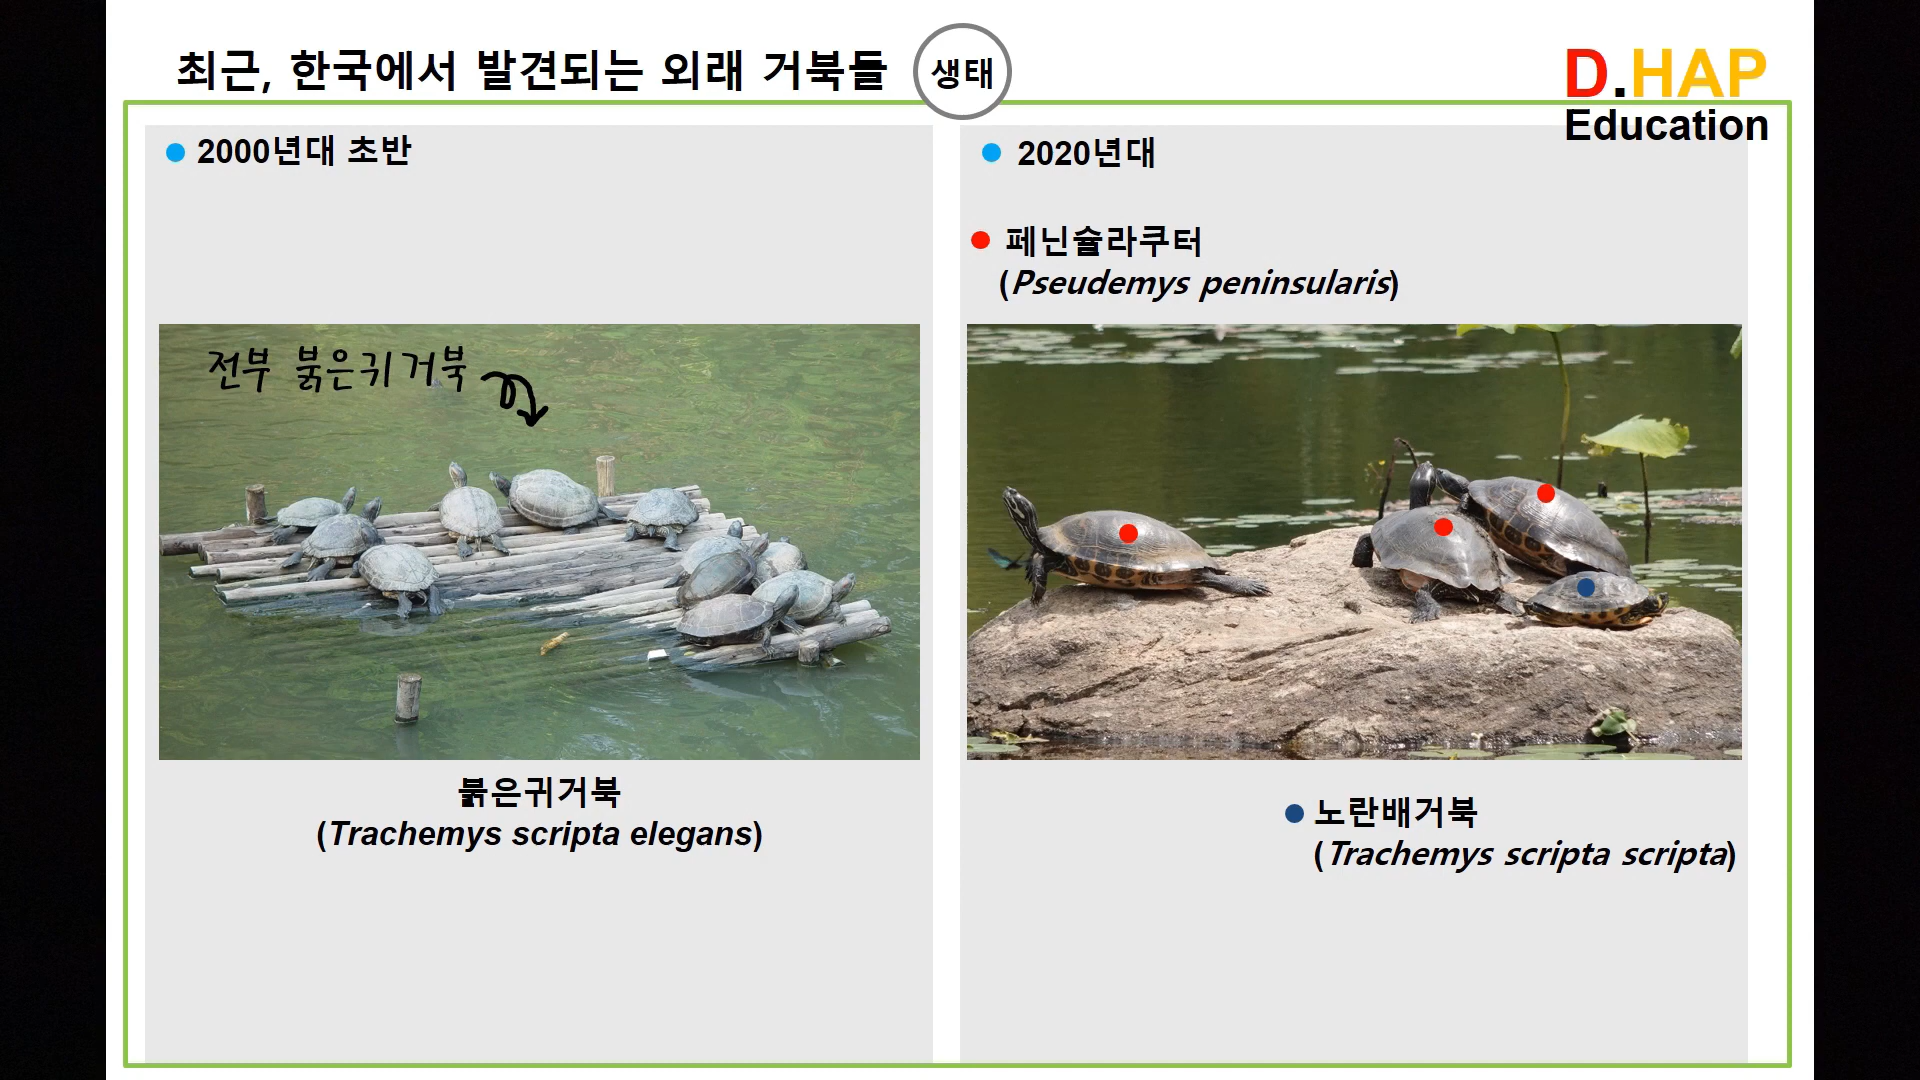 최근, 한국에서 발견되는 외래 거북들
생태
D.HAP
Education
2000년대 초반
전부 붉은귀거북
붉은귀거북
(Trachemys scripta elegans)
2020년대
페닌슐라쿠터
(Pseudemys peninsularis)
노란배거북
(Trachemys scripta scripta)